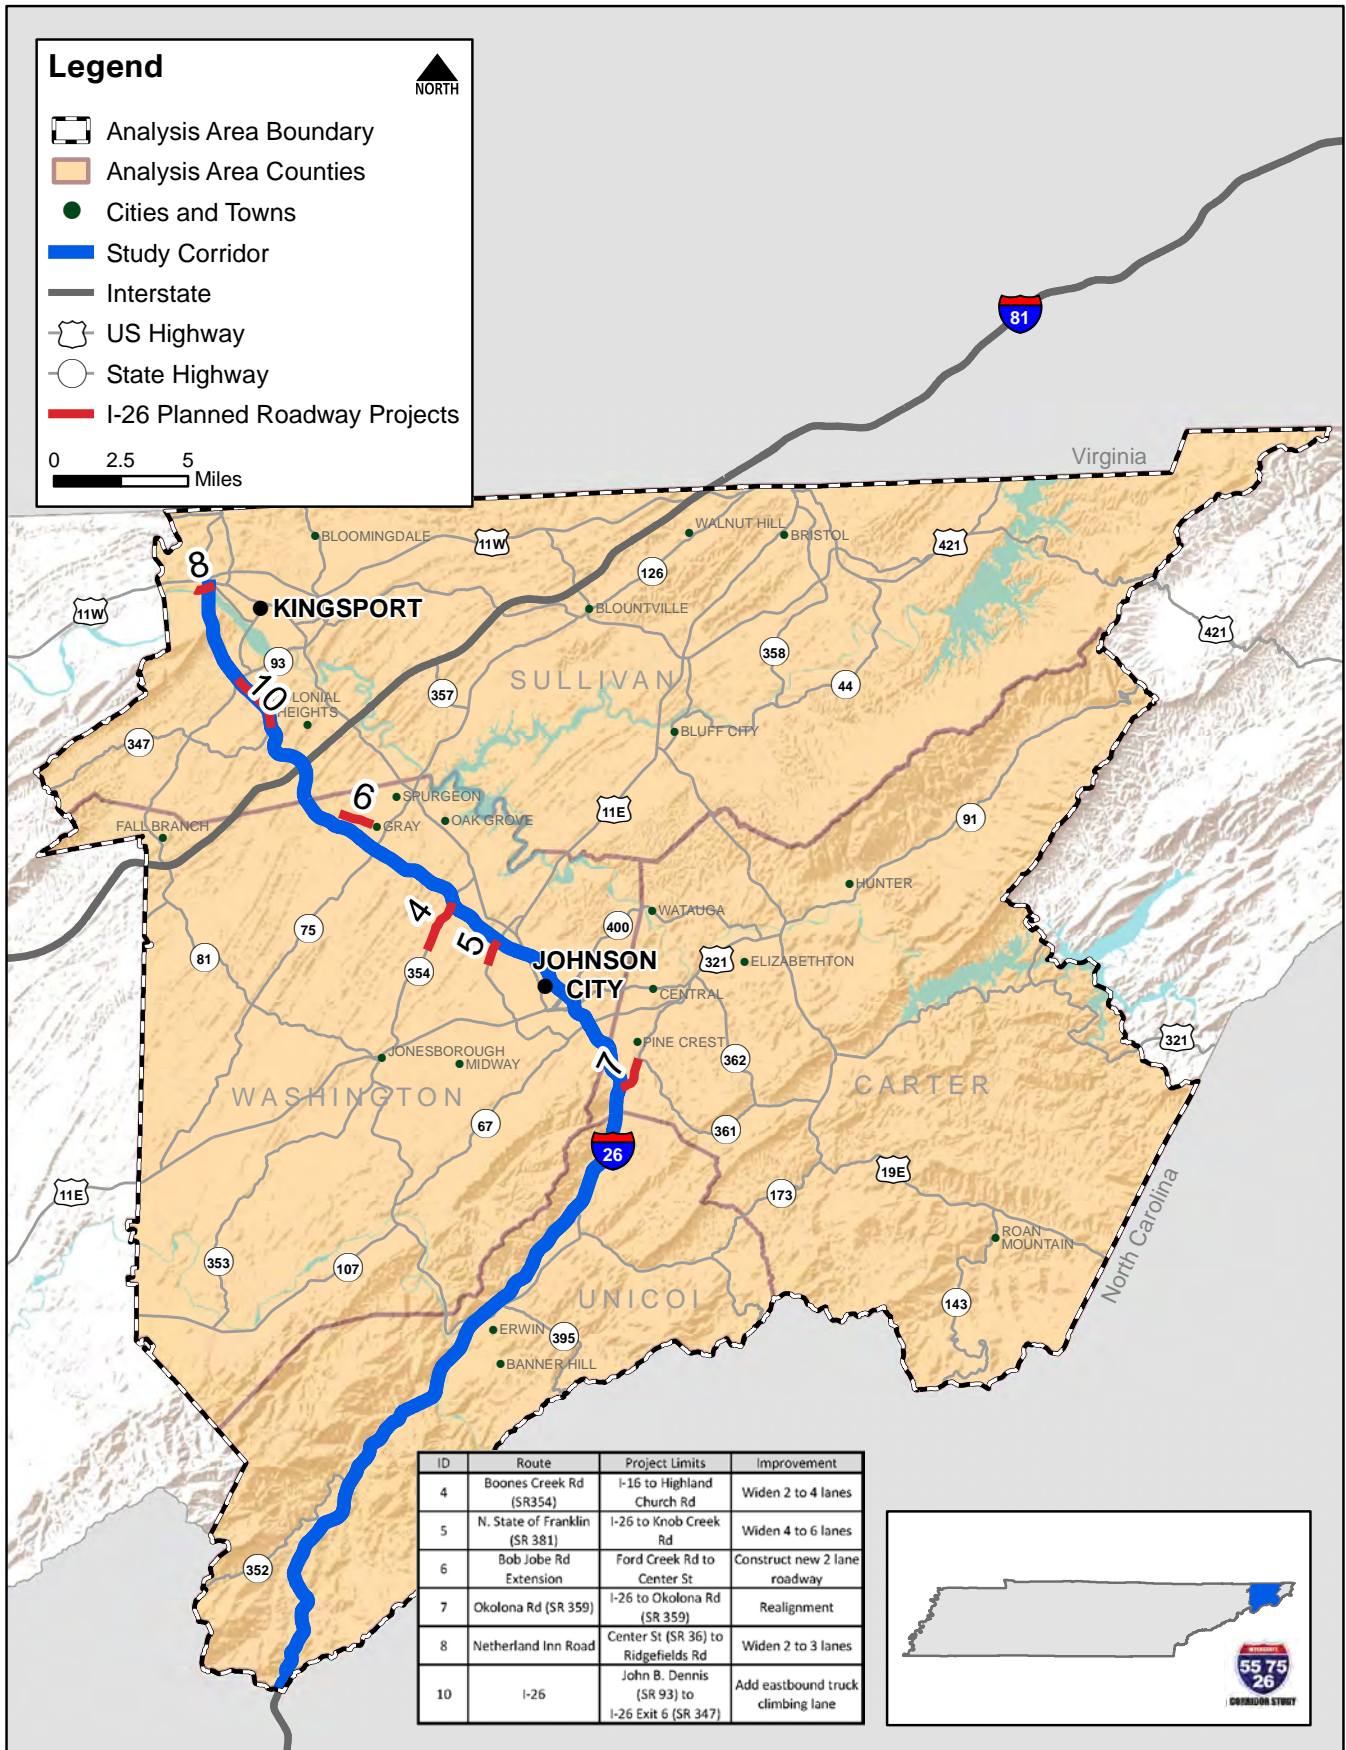 Legend
NORTH
Analysis Area Boundary
Analysis Area Counties
Cities and Towns
Study Corridor
Interstate
US Highway
State Highway
I-26 Planned Roadway Projects
0 2.5 5
Miles
81
Virginia
WALNUT HILL
BLOOMINGDALE
11W
BRISTOL
421
8
126
11W
KINGSPORT
BLOUNTVILLE
421
93
358
SULLIVAN
44
10
357
LONIAL
HEIGHTS
BLUFF CITY
347
6
SPURGEON
11E
91
FALL BRANCH
GRAY
OAK GROVE
HUNTER
4
WATAUGA
75
400
5
81
354
JOHNSON
CITY
321
ELIZABETHTON
CENTRAL
321
PINE CREST
JONESBOROUGH
MIDWAY
7
362
WASHINGTON
CARTER
67
361
26
11E
19E
173
ROAN
MOUNTAIN
North Carolina
353
107
UNICOI
143
ERWIN
395
BANNER HILL
352
ID Route Project Limits Improvement
4 Boones Creek Rd (SR354) I-16 to Highland Church Rd Widen 2 to 4 lanes
5 N. State of Franklin (SR 381) I-26 to Knob Creek Rd Widen 4 to 6 lanes
6 Bob Jobe Rd Extension Ford Creek Rd to Center St Construct new 2 lane roadway
7 Okolona Rd (SR 359) I-26 to Okolona Rd (SR 359) Realignment
8 Netherland Inn Road Center St (SR 36) to Ridgefields Rd Widen 2 to 3 lanes
10 I-26 John B. Dennis (SR 93) to I-26 Exit 6 (SR 347) Add eastbound truck climbing lane
INTERSTATE
55 75
26
CORRIDOR STUDY